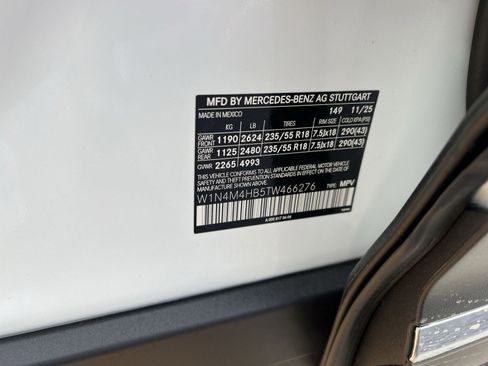 MFD BY MERCEDES-BENZ AG STUTTGART
MADE IN MEXICO 149 11/25
KG LB TIRES RIM SIZE COLD KPA(PSI)
GAWR FRONT 1190 2624 235/55 R18 7.5Jx18 290(43)
GAWR REAR 1125 2480 235/55 R18 7.5Jx18 290(43)
GVWR 2265 4993
THIS VEHICLE CONFORMS TO ALL APPLICABLE FEDERAL MOTOR VEHICLE
SAFETY STANDARDS IN EFFECT ON THE DATE OF
MANUFACTURE SHOWN ABOVE.
W1N4M4HB5TW466276 TYPE: MPV